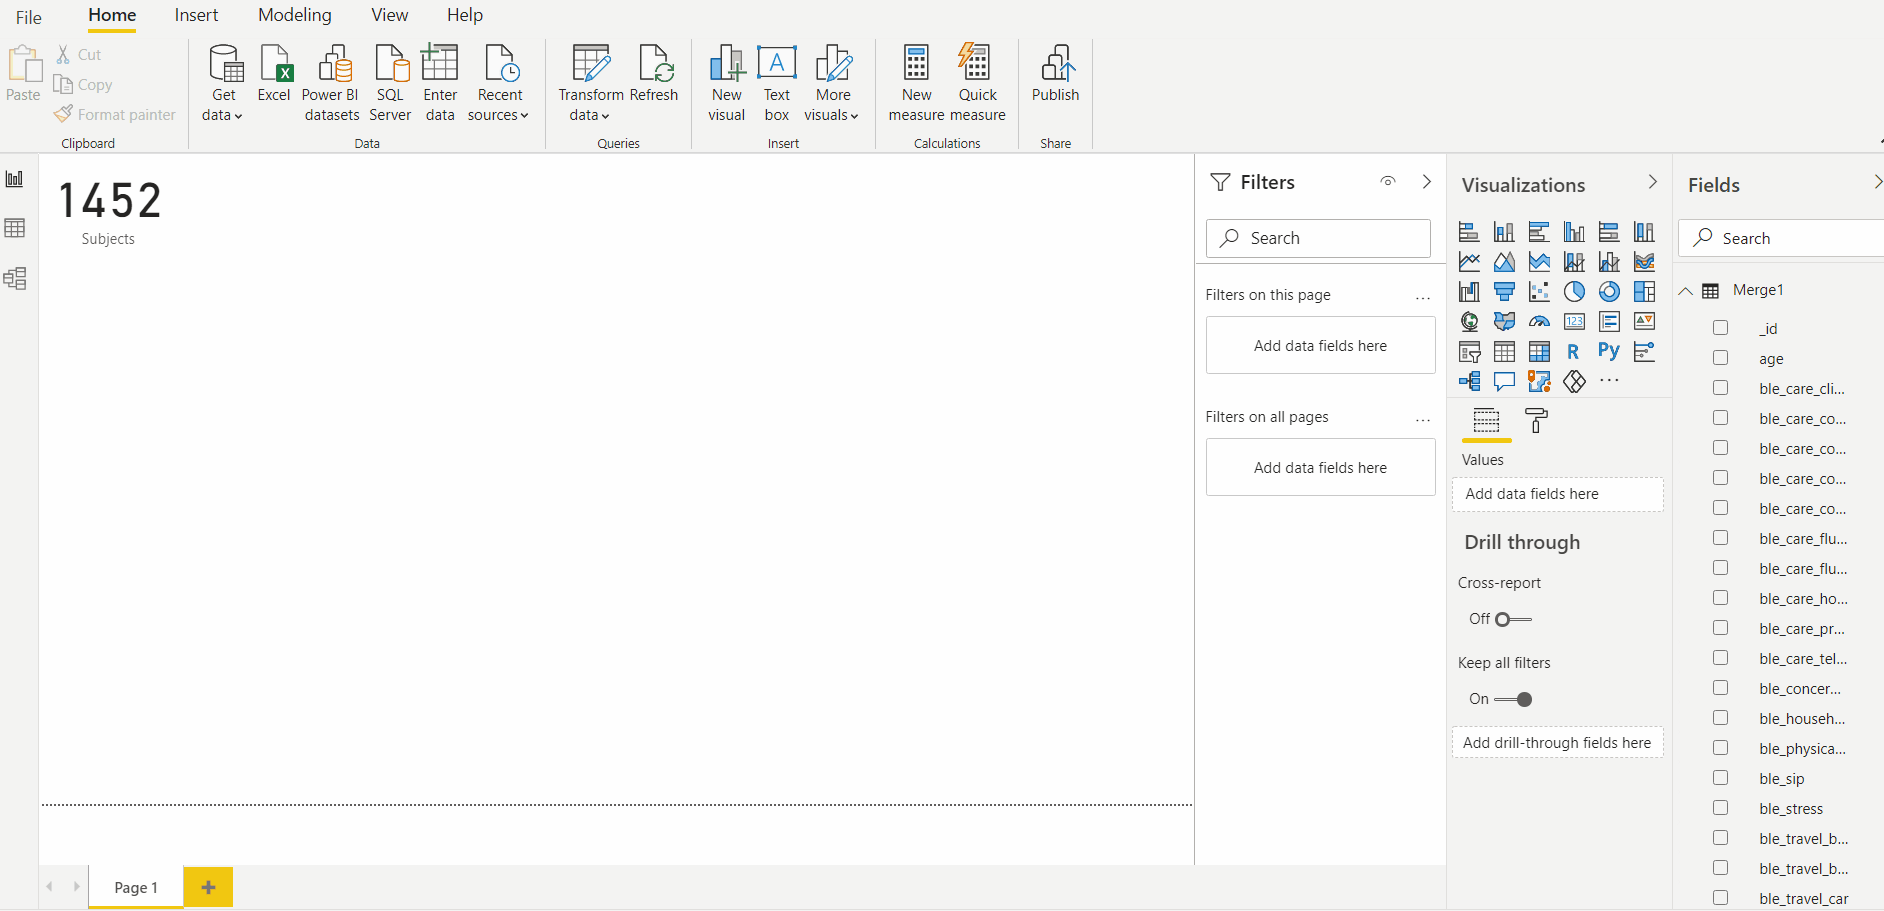 File
Home
Insert
Modeling
View
Help
Paste
Cut
Copy
Format painter
Clipboard
Get data
Excel
Power BI datasets
SQL Server
Enter data
Recent sources
Data
Transform data
Refresh
Queries
New visual
Text box
More visuals
Insert
New measure
Quick measure
Calculations
Publish
Share
1452
Subjects
Filters
Search
Filters on this page
...
Add data fields here
Filters on all pages
...
Add data fields here
Visualizations
123
R
Py
...
Values
Add data fields here
Drill through
Cross-report
Off
Keep all filters
On
Add drill-through fields here
Fields
Search
Merge1
_id
age
ble_care_cli...
ble_care_co...
ble_care_co...
ble_care_co...
ble_care_co...
ble_care_flu...
ble_care_flu...
ble_care_ho...
ble_care_pr...
ble_care_tel...
ble_concer...
ble_househ...
ble_physica...
ble_sip
ble_stress
ble_travel_b...
ble_travel_b...
ble_travel_car
Page 1
+